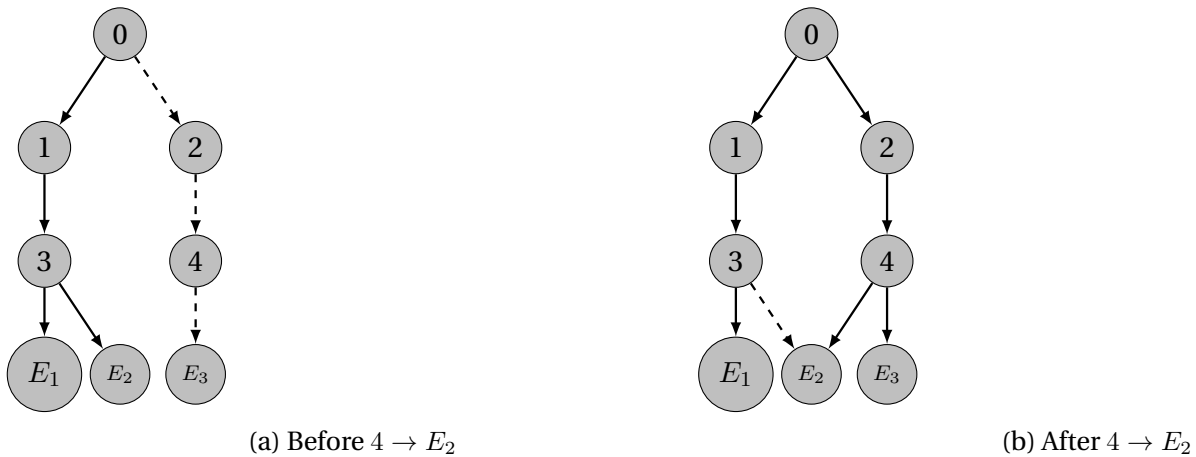 0 0
1 2 1 2
3 4 3 4
E₁ E₂ E₃ E₁ E₂ E₃
(a) Before 4 → E₂ (b) After 4 → E₂